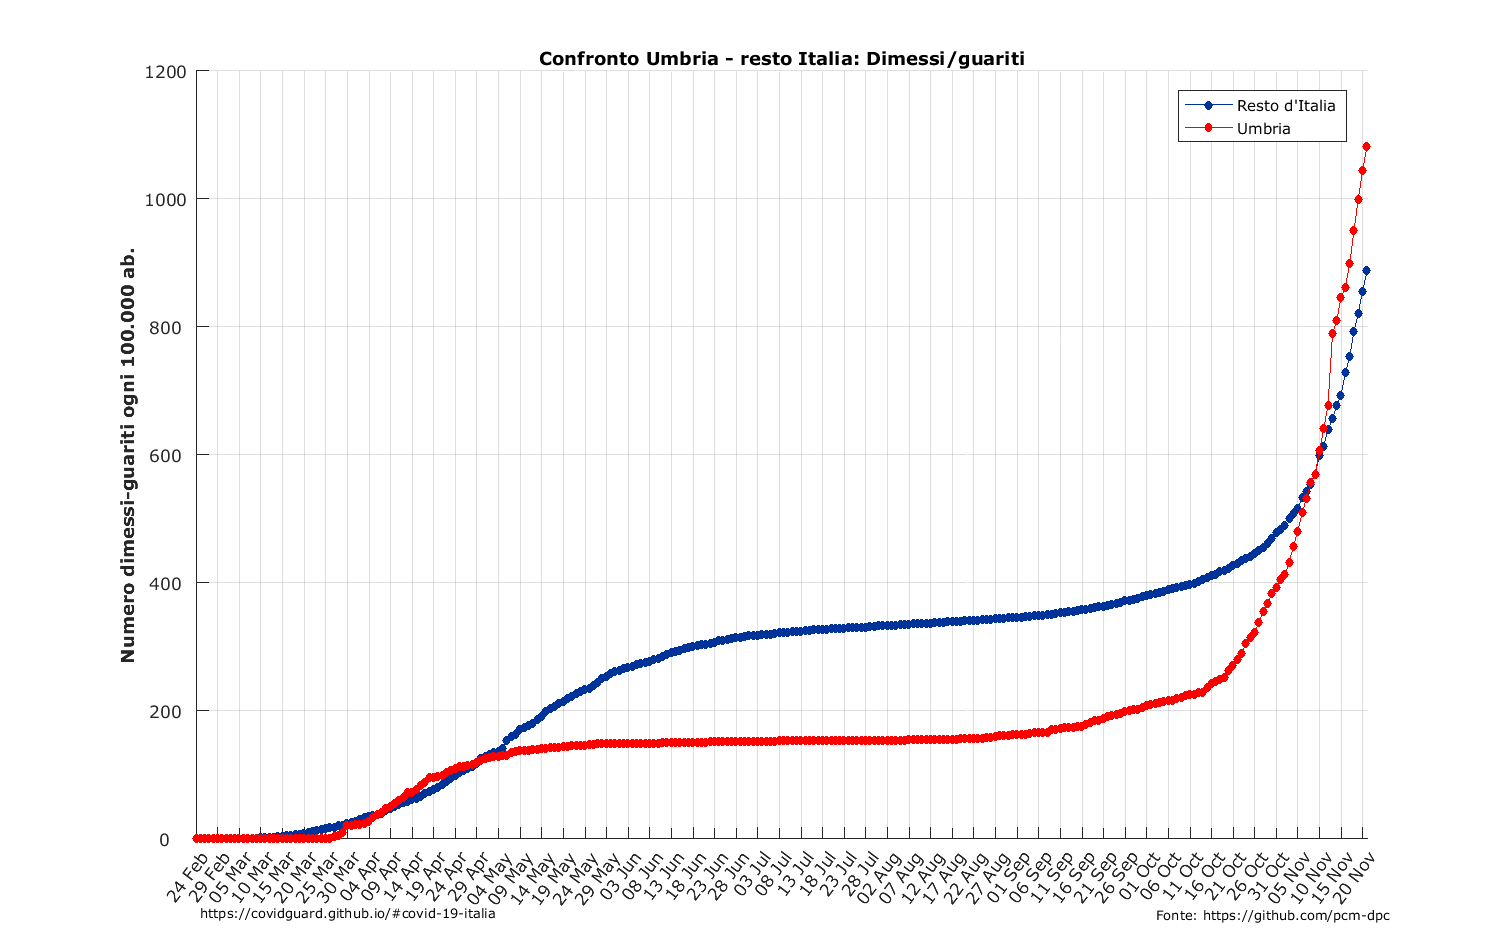 Confronto Umbria - resto Italia: Dimessi/guariti
Resto d'Italia
Umbria
Numero dimessi-guariti ogni 100.000 ab.
1200
1000
800
600
400
200
0
24 Feb
29 Feb
05 Mar
10 Mar
15 Mar
20 Mar
25 Mar
30 Mar
04 Apr
09 Apr
14 Apr
19 Apr
24 Apr
29 Apr
04 May
09 May
14 May
19 May
24 May
29 May
03 Jun
08 Jun
13 Jun
18 Jun
23 Jun
28 Jun
03 Jul
08 Jul
13 Jul
18 Jul
23 Jul
28 Jul
02 Aug
07 Aug
12 Aug
17 Aug
22 Aug
27 Aug
01 Sep
06 Sep
11 Sep
16 Sep
21 Sep
26 Sep
01 Oct
06 Oct
11 Oct
16 Oct
21 Oct
26 Oct
31 Oct
05 Nov
10 Nov
15 Nov
20 Nov
https://covidguard.github.io/#covid-19-italia
Fonte: https://github.com/pcm-dpc